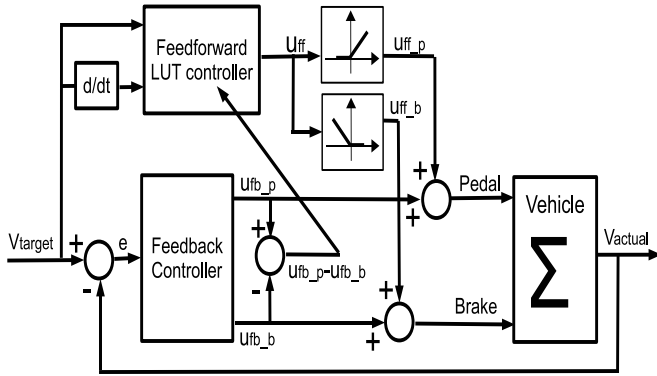 Feedforward
LUT controller
uff
uff_p
d/dt
uff_b
ufb_p
+
Pedal
+
Vehicle
Σ
Vactual
Vtarget
+
e
-
Feedback
Controller
+
-
ufb_p-ufb_b
+
Brake
+
ufb_b